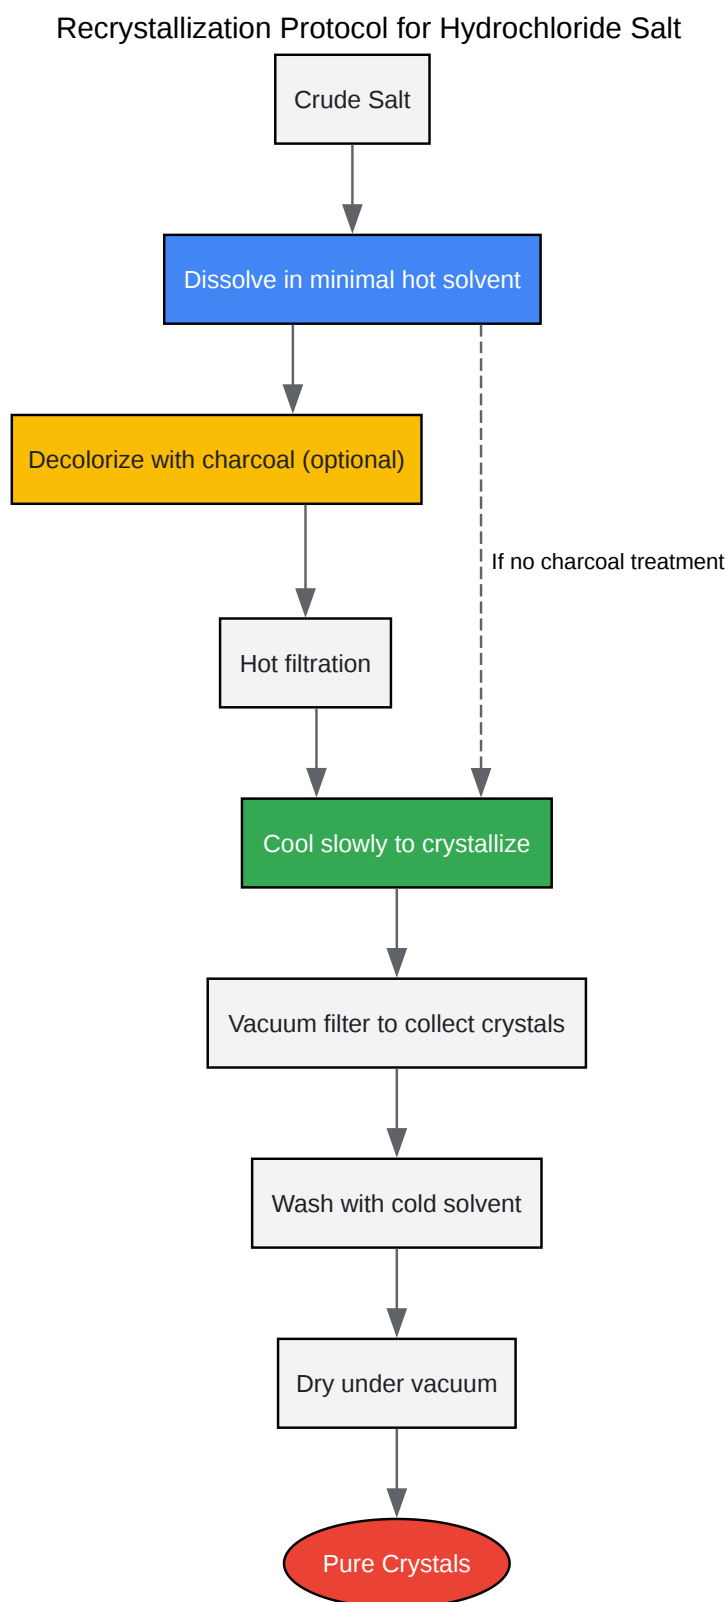 Recrystallization Protocol for Hydrochloride Salt
Crude Salt
Dissolve in minimal hot solvent
Decolorize with charcoal (optional)
If no charcoal treatment
Hot filtration
Cool slowly to crystallize
Vacuum filter to collect crystals
Wash with cold solvent
Dry under vacuum
Pure Crystals